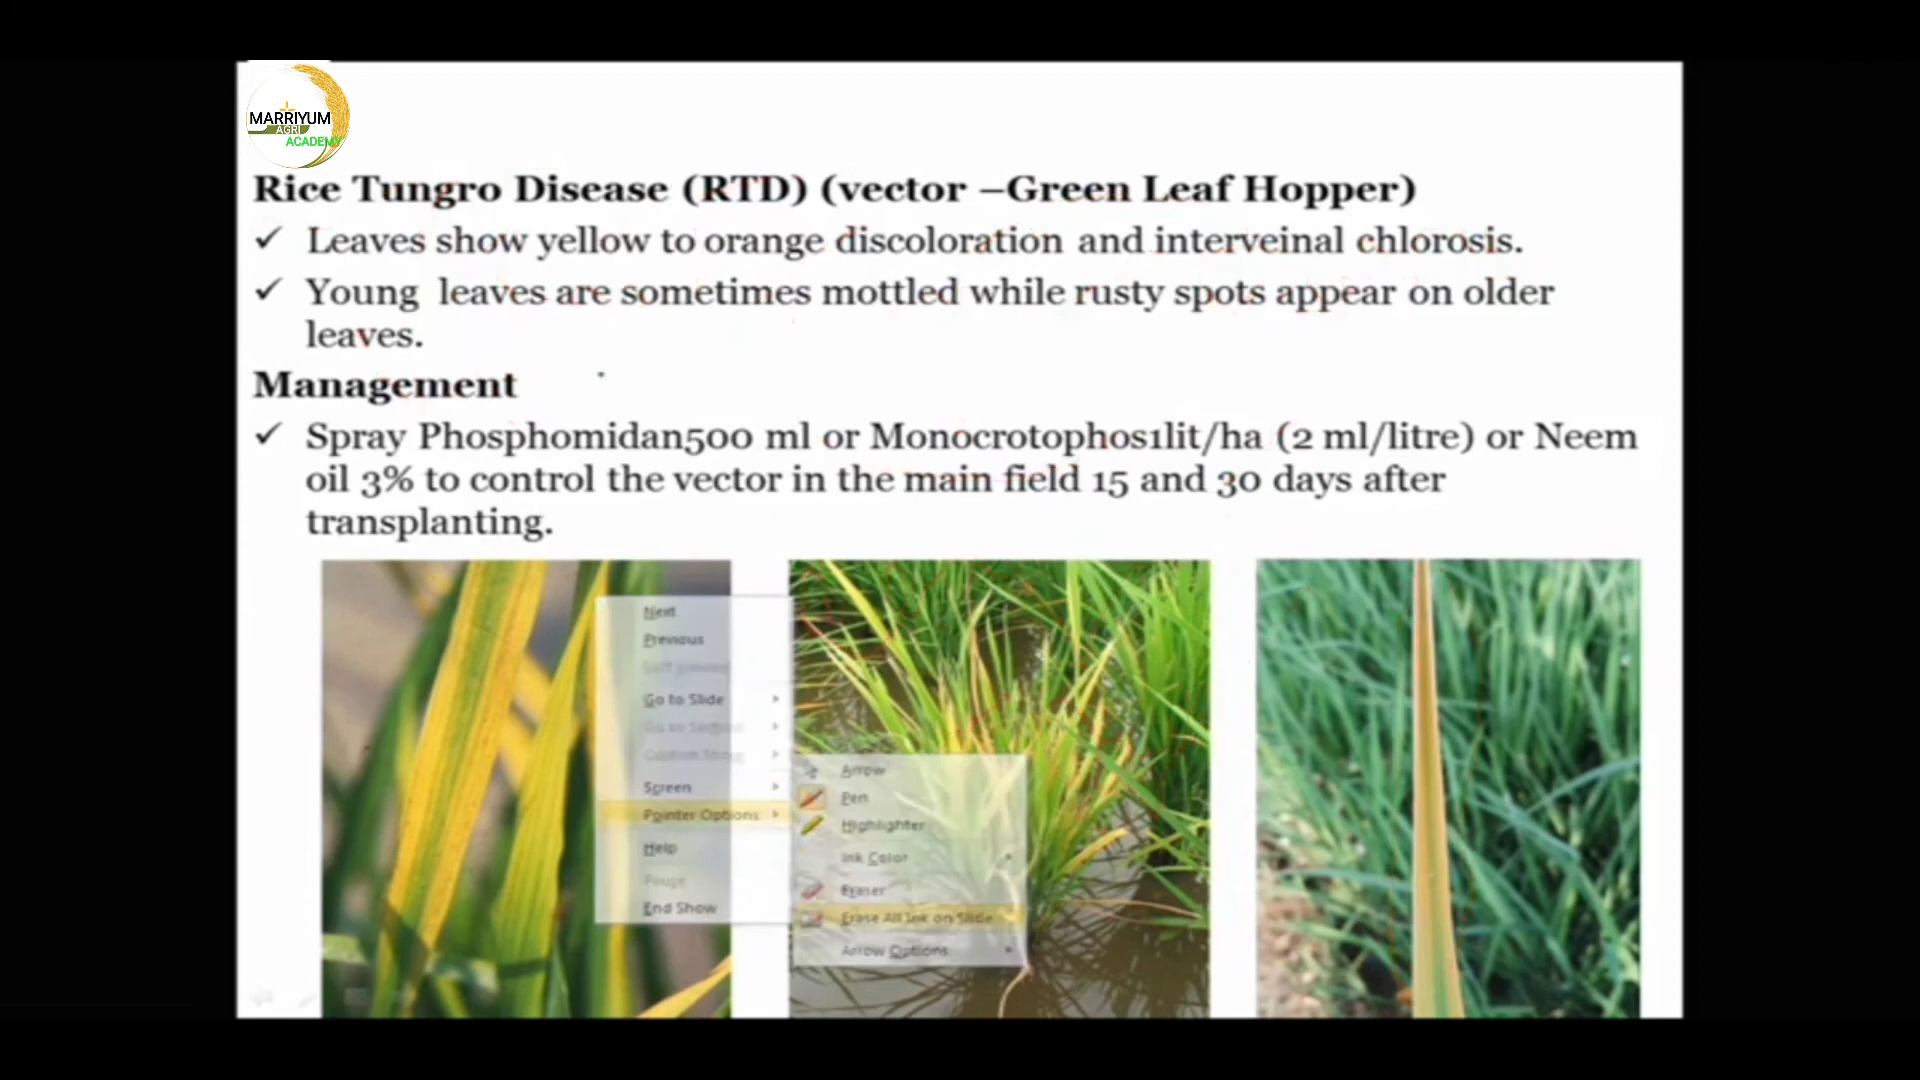 MARRIYUM
AGRI
ACADEMY
Rice Tungro Disease (RTD) (vector –Green Leaf Hopper)
✓ Leaves show yellow to orange discoloration and interveinal chlorosis.
✓ Young leaves are sometimes mottled while rusty spots appear on older
leaves.
Management
✓ Spray Phosphomidan500 ml or Monocrotophos1lit/ha (2 ml/litre) or Neem
oil 3% to control the vector in the main field 15 and 30 days after
transplanting.
Next
Previous
Go to Slide
Screen
Pointer Options
Help
End Show
Arrow
Pen
Highlighter
Ink Color
Eraser
Erase All Ink on Slide
Arrow Options